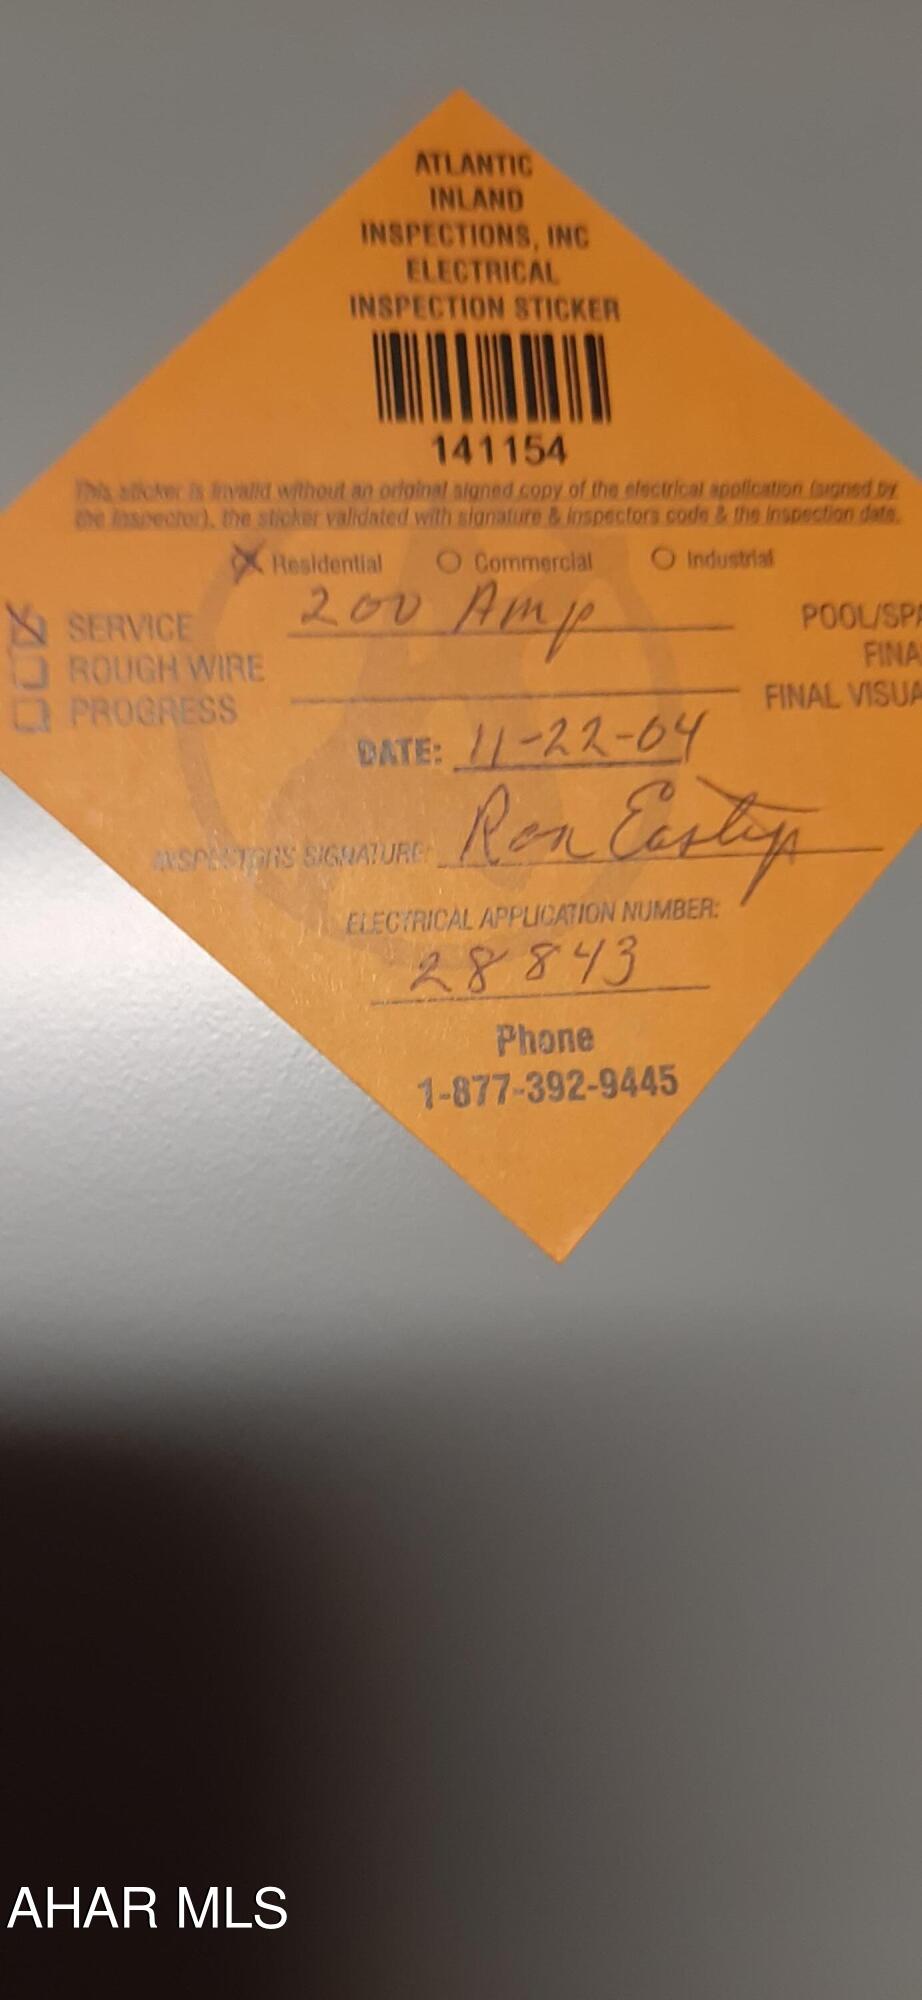 ATLANTIC
INLAND
INSPECTIONS, INC
ELECTRICAL
INSPECTION STICKER
141154
This sticker is invalid without an original signed copy of the electrical application (signed by
the inspector), the sticker validated with signature & inspectors code & the inspection date.
Residential Commercial Industrial
SERVICE 200 Amp POOL/SPA
ROUGH WIRE FINA
PROGRESS FINAL VISUA
DATE: 11-22-04
INSPECTORS SIGNATURE: Ron
ELECTRICAL APPLICATION NUMBER:
28843
Phone
1-877-392-9445
AHAR MLS